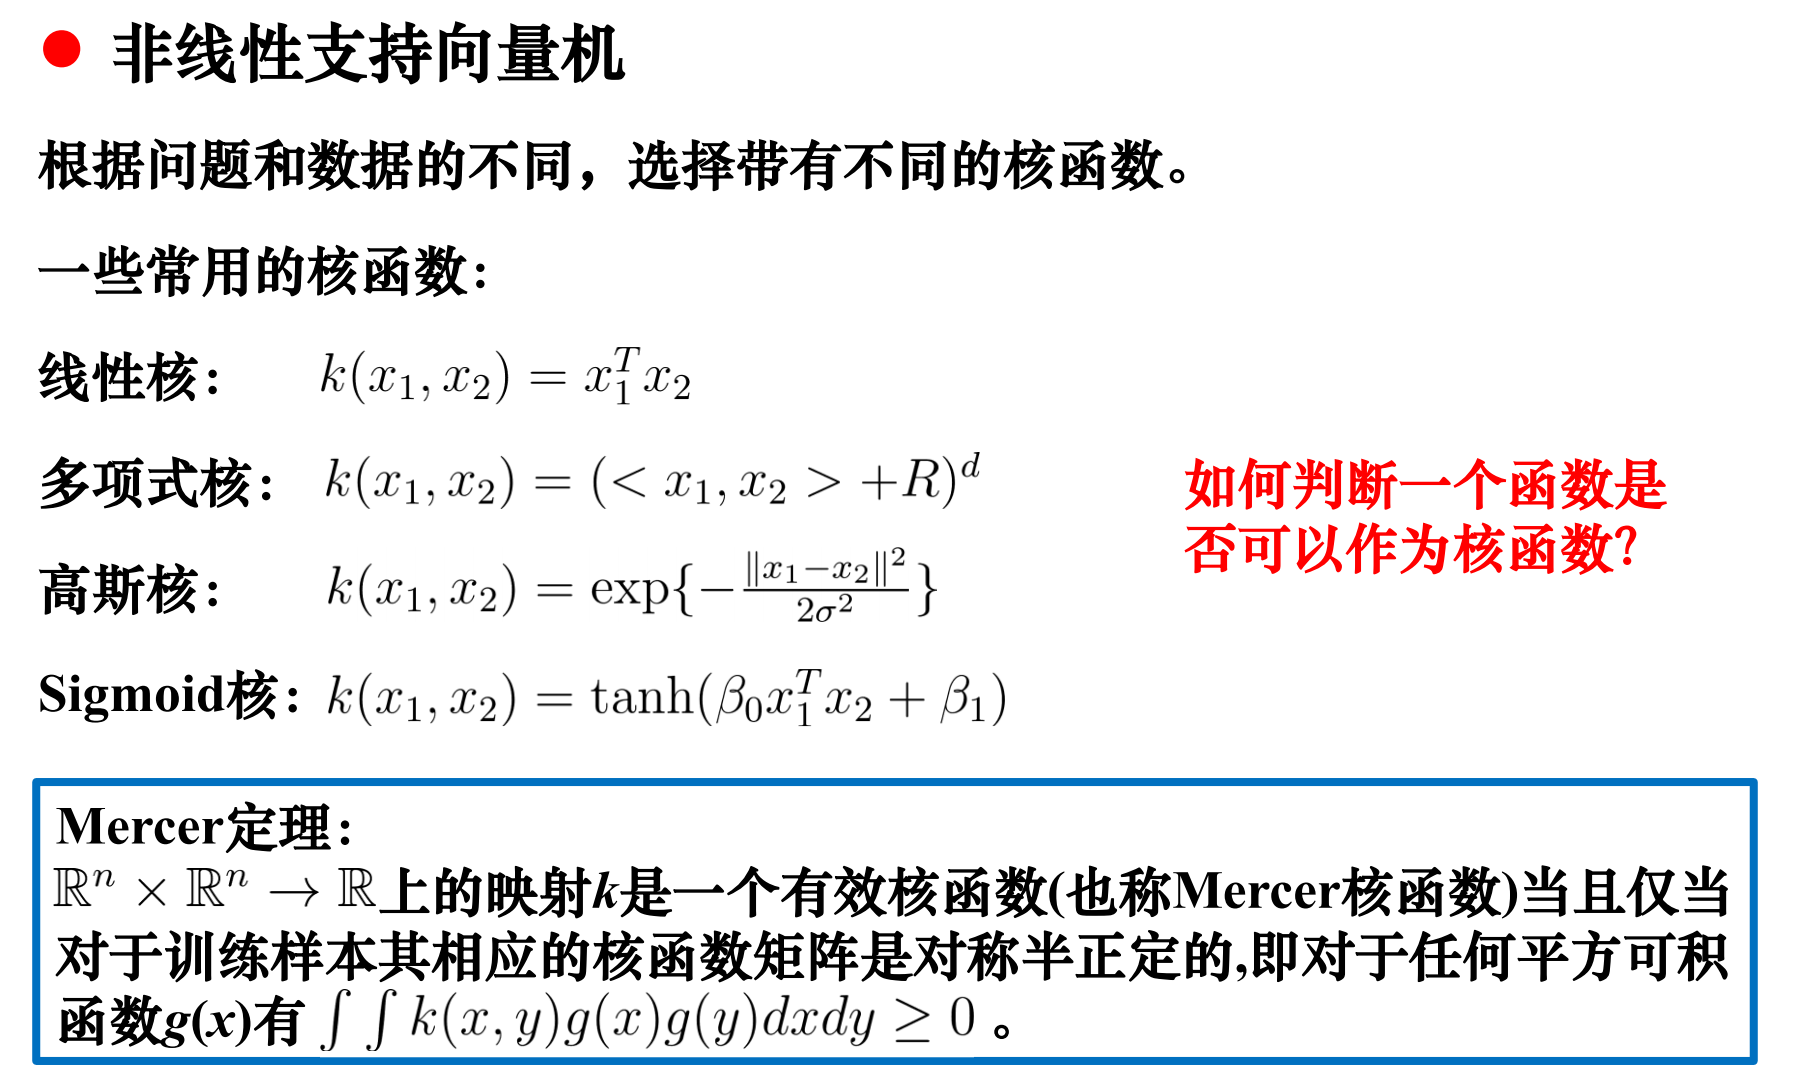 ● 非线性支持向量机
根据问题和数据的不同，选择带有不同的核函数。
一些常用的核函数：
线性核： $k(x_1, x_2) = x_1^T x_2$
多项式核： $k(x_1, x_2) = (< x_1, x_2 > +R)^d$
高斯核： $k(x_1, x_2) = \exp\{-\frac{\|x_1-x_2\|^2}{2\sigma^2}\}$
Sigmoid核： $k(x_1, x_2) = \tanh(\beta_0 x_1^T x_2 + \beta_1)$
如何判断一个函数是
否可以作为核函数？
Mercer定理：
$\mathbb{R}^n \times \mathbb{R}^n \to \mathbb{R}$上的映射k是一个有效核函数(也称Mercer核函数)当且仅当
对于训练样本其相应的核函数矩阵是对称半正定的,即对于任何平方可积
函数g(x)有 $\int \int k(x, y)g(x)g(y)dxdy \geq 0$ 。